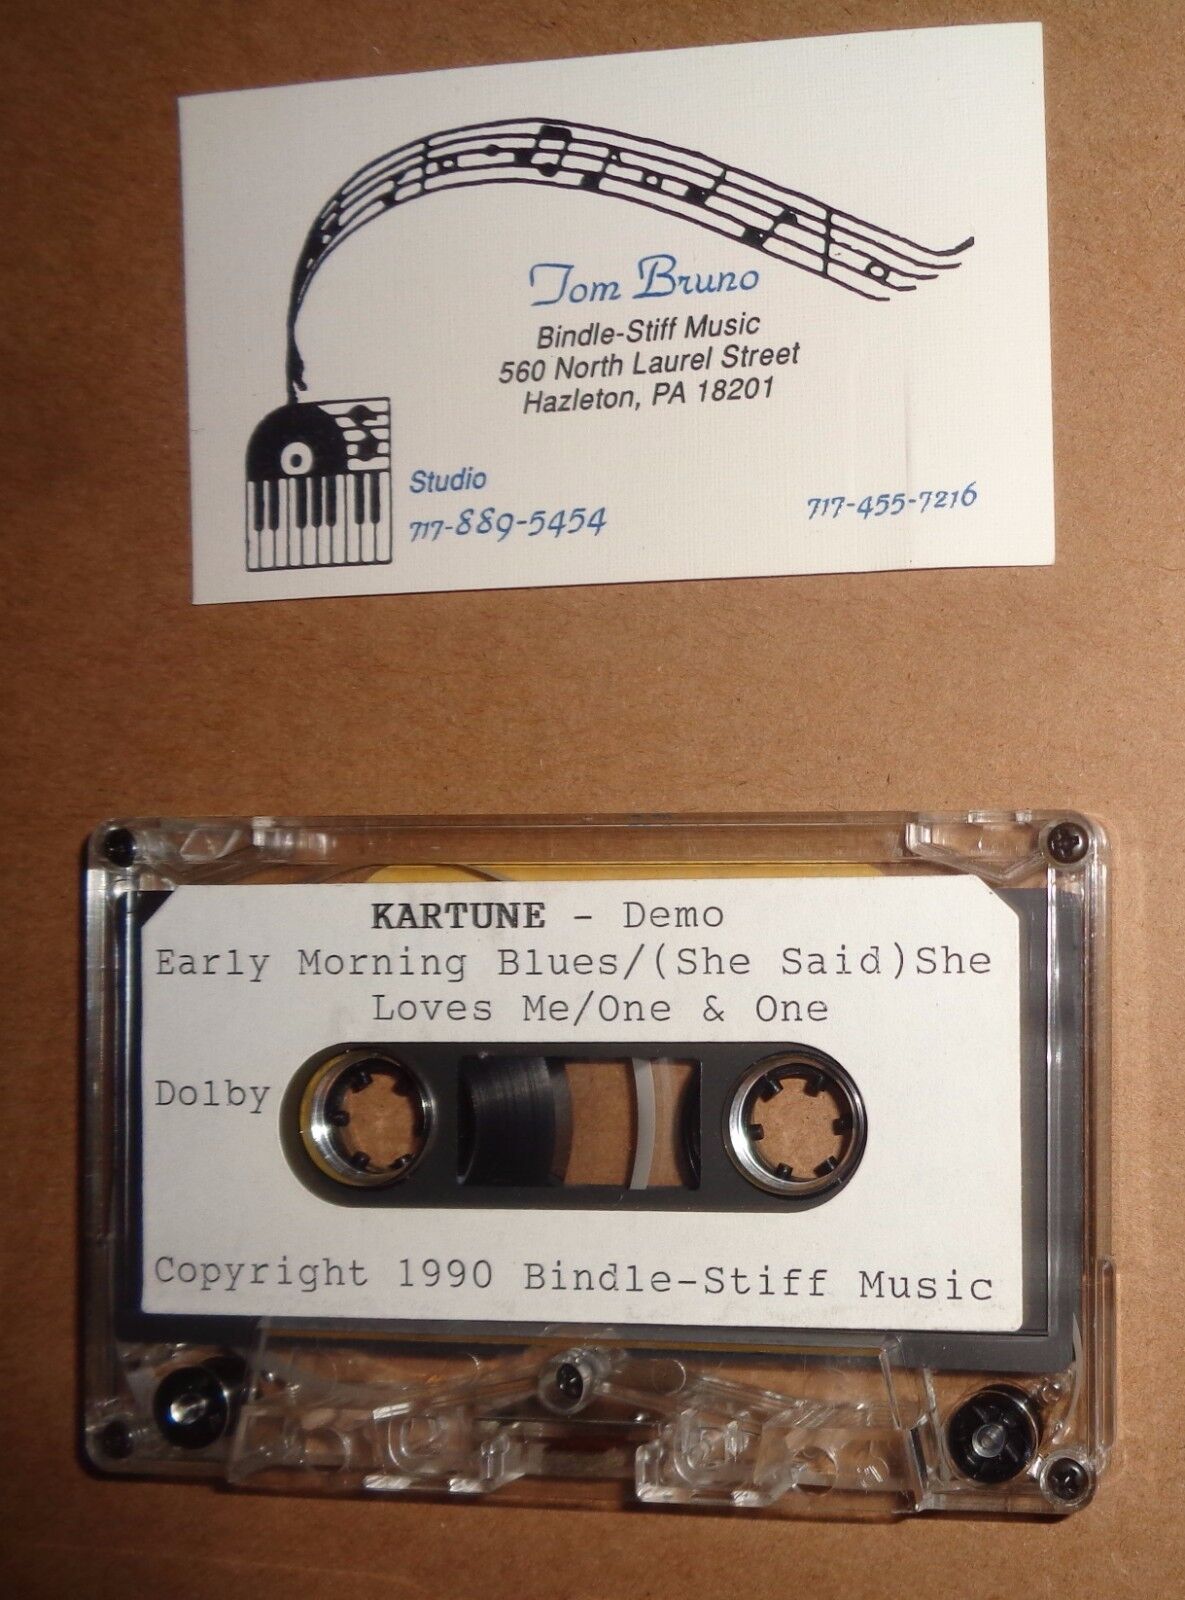 Tom Bruno
Bindle-Stiff Music
560 North Laurel Street
Hazleton, PA 18201
Studio
717-889-5454
717-455-7216
KARTUNE - Demo
Early Morning Blues/(She Said)She
Loves Me/One & One
Dolby
Copyright 1990 Bindle-Stiff Music